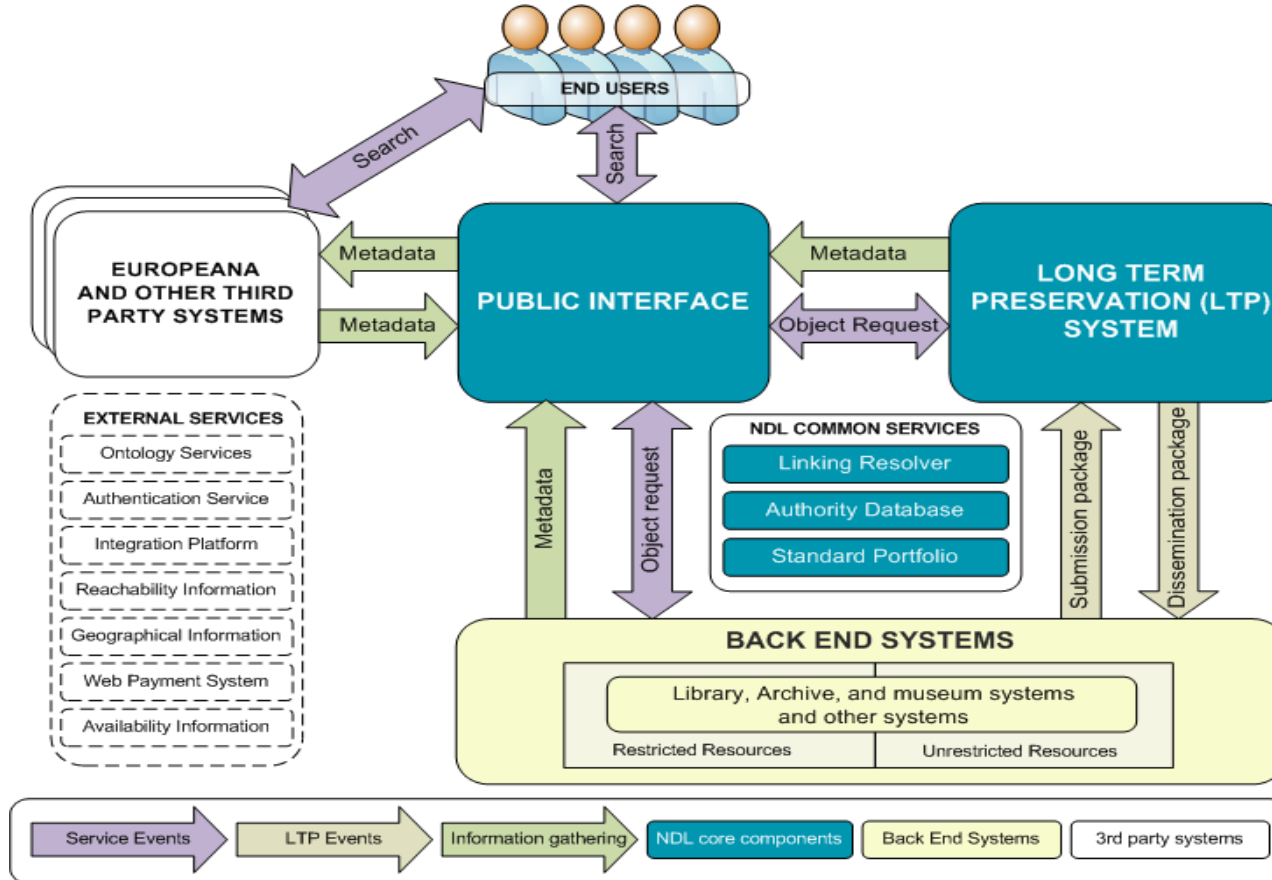 END USERS
Search
Search
EUROPEANA
AND OTHER THIRD
PARTY SYSTEMS
Metadata
Metadata
PUBLIC INTERFACE
Metadata
Object Request
LONG TERM
PRESERVATION (LTP)
SYSTEM
EXTERNAL SERVICES
Ontology Services
Authentication Service
Integration Platform
Reachability Information
Geographical Information
Web Payment System
Availability Information
Metadata
Object request
NDL COMMON SERVICES
Linking Resolver
Authority Database
Standard Portfolio
Submission package
Dissemination package
BACK END SYSTEMS
Library, Archive, and museum systems
and other systems
Restricted Resources
Unrestricted Resources
Service Events
LTP Events
Information gathering
NDL core components
Back End Systems
3rd party systems